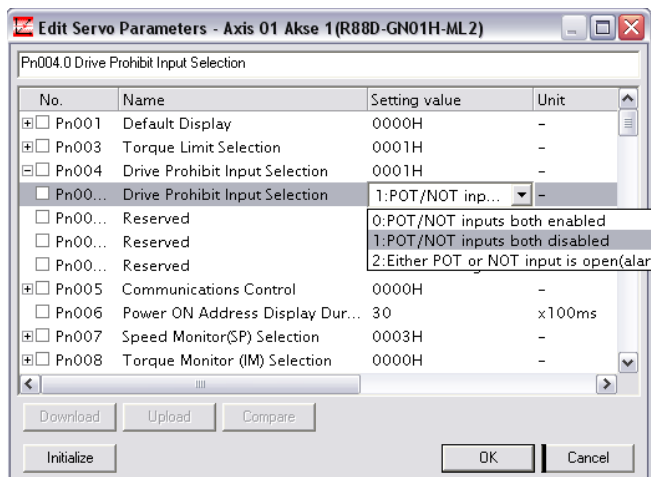 Edit Servo Parameters - Axis 01 Akse 1(R88D-GN01H-ML2)
Pn004.0 Drive Prohibit Input Selection
No. Name Setting value Unit
Pn001 Default Display 0000H -
Pn003 Torque Limit Selection 0001H -
Pn004 Drive Prohibit Input Selection 0001H -
Pn00... Drive Prohibit Input Selection 1:POT/NOT inp... -
Pn00... Reserved
0:POT/NOT inputs both enabled
Pn00... Reserved
1:POT/NOT inputs both disabled
Pn00... Reserved
2:Either POT or NOT input is open(alar
Pn005 Communications Control 0000H -
Pn006 Power ON Address Display Dur... 30 x100ms
Pn007 Speed Monitor(SP) Selection 0003H -
Pn008 Torque Monitor (IM) Selection 0000H -
Download Upload Compare
Initialize OK Cancel